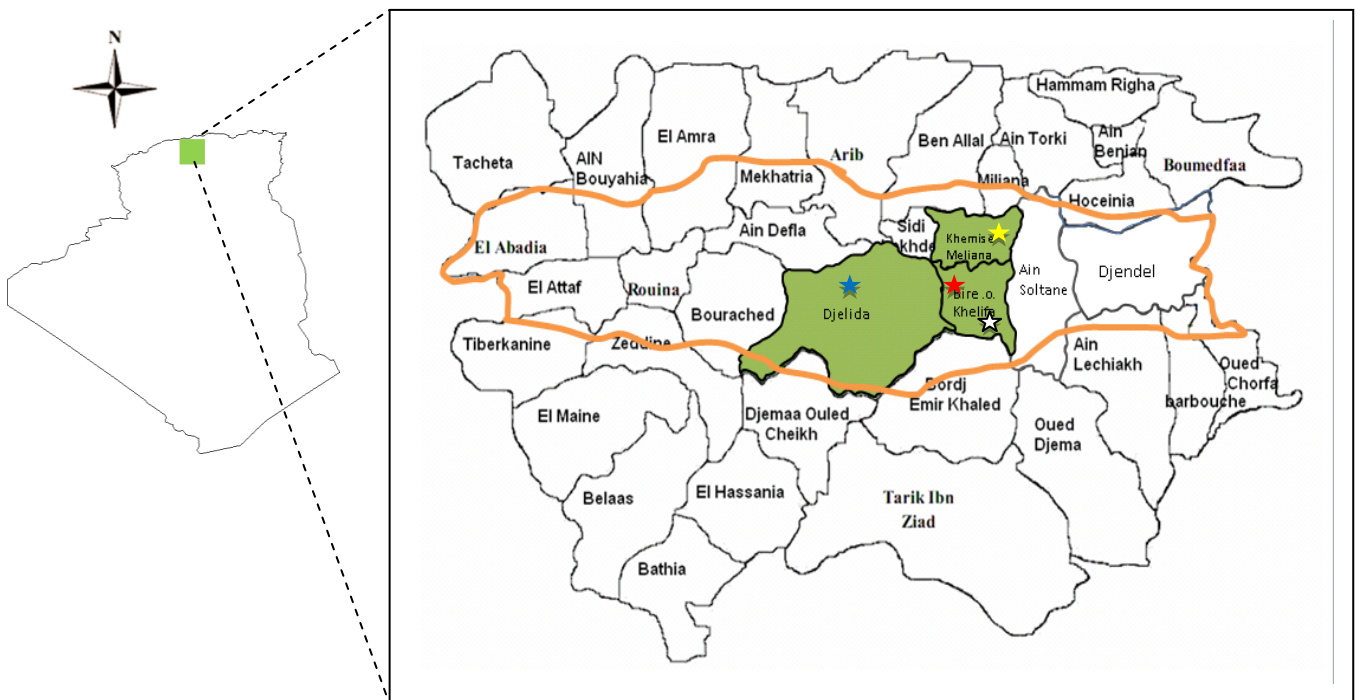 N
Hammam Righa
El Amra
Ben Allal
Ain Torki
Ain
Benian
Tacheta
AIN
Bouyahia
Arib
Boumedfaa
Mekhatria
Miliana
Hoceinia
Ain Defla
Sidi
khde
Khemise
Meliana
El Abadia
Ain
Soltane
Djendel
El Attaf
Rouina
Bourached
Djelida
Bire .o.
Khelifa
Tiberkanine
Zeddine
Ain
Lechiakh
Oued
Chorfa
barbouche
Bordj
Emir Khaled
El Maine
Djemaa Ouled
Cheikh
Oued
Djema
Belaas
El Hassania
Tarik Ibn
Ziad
Bathia